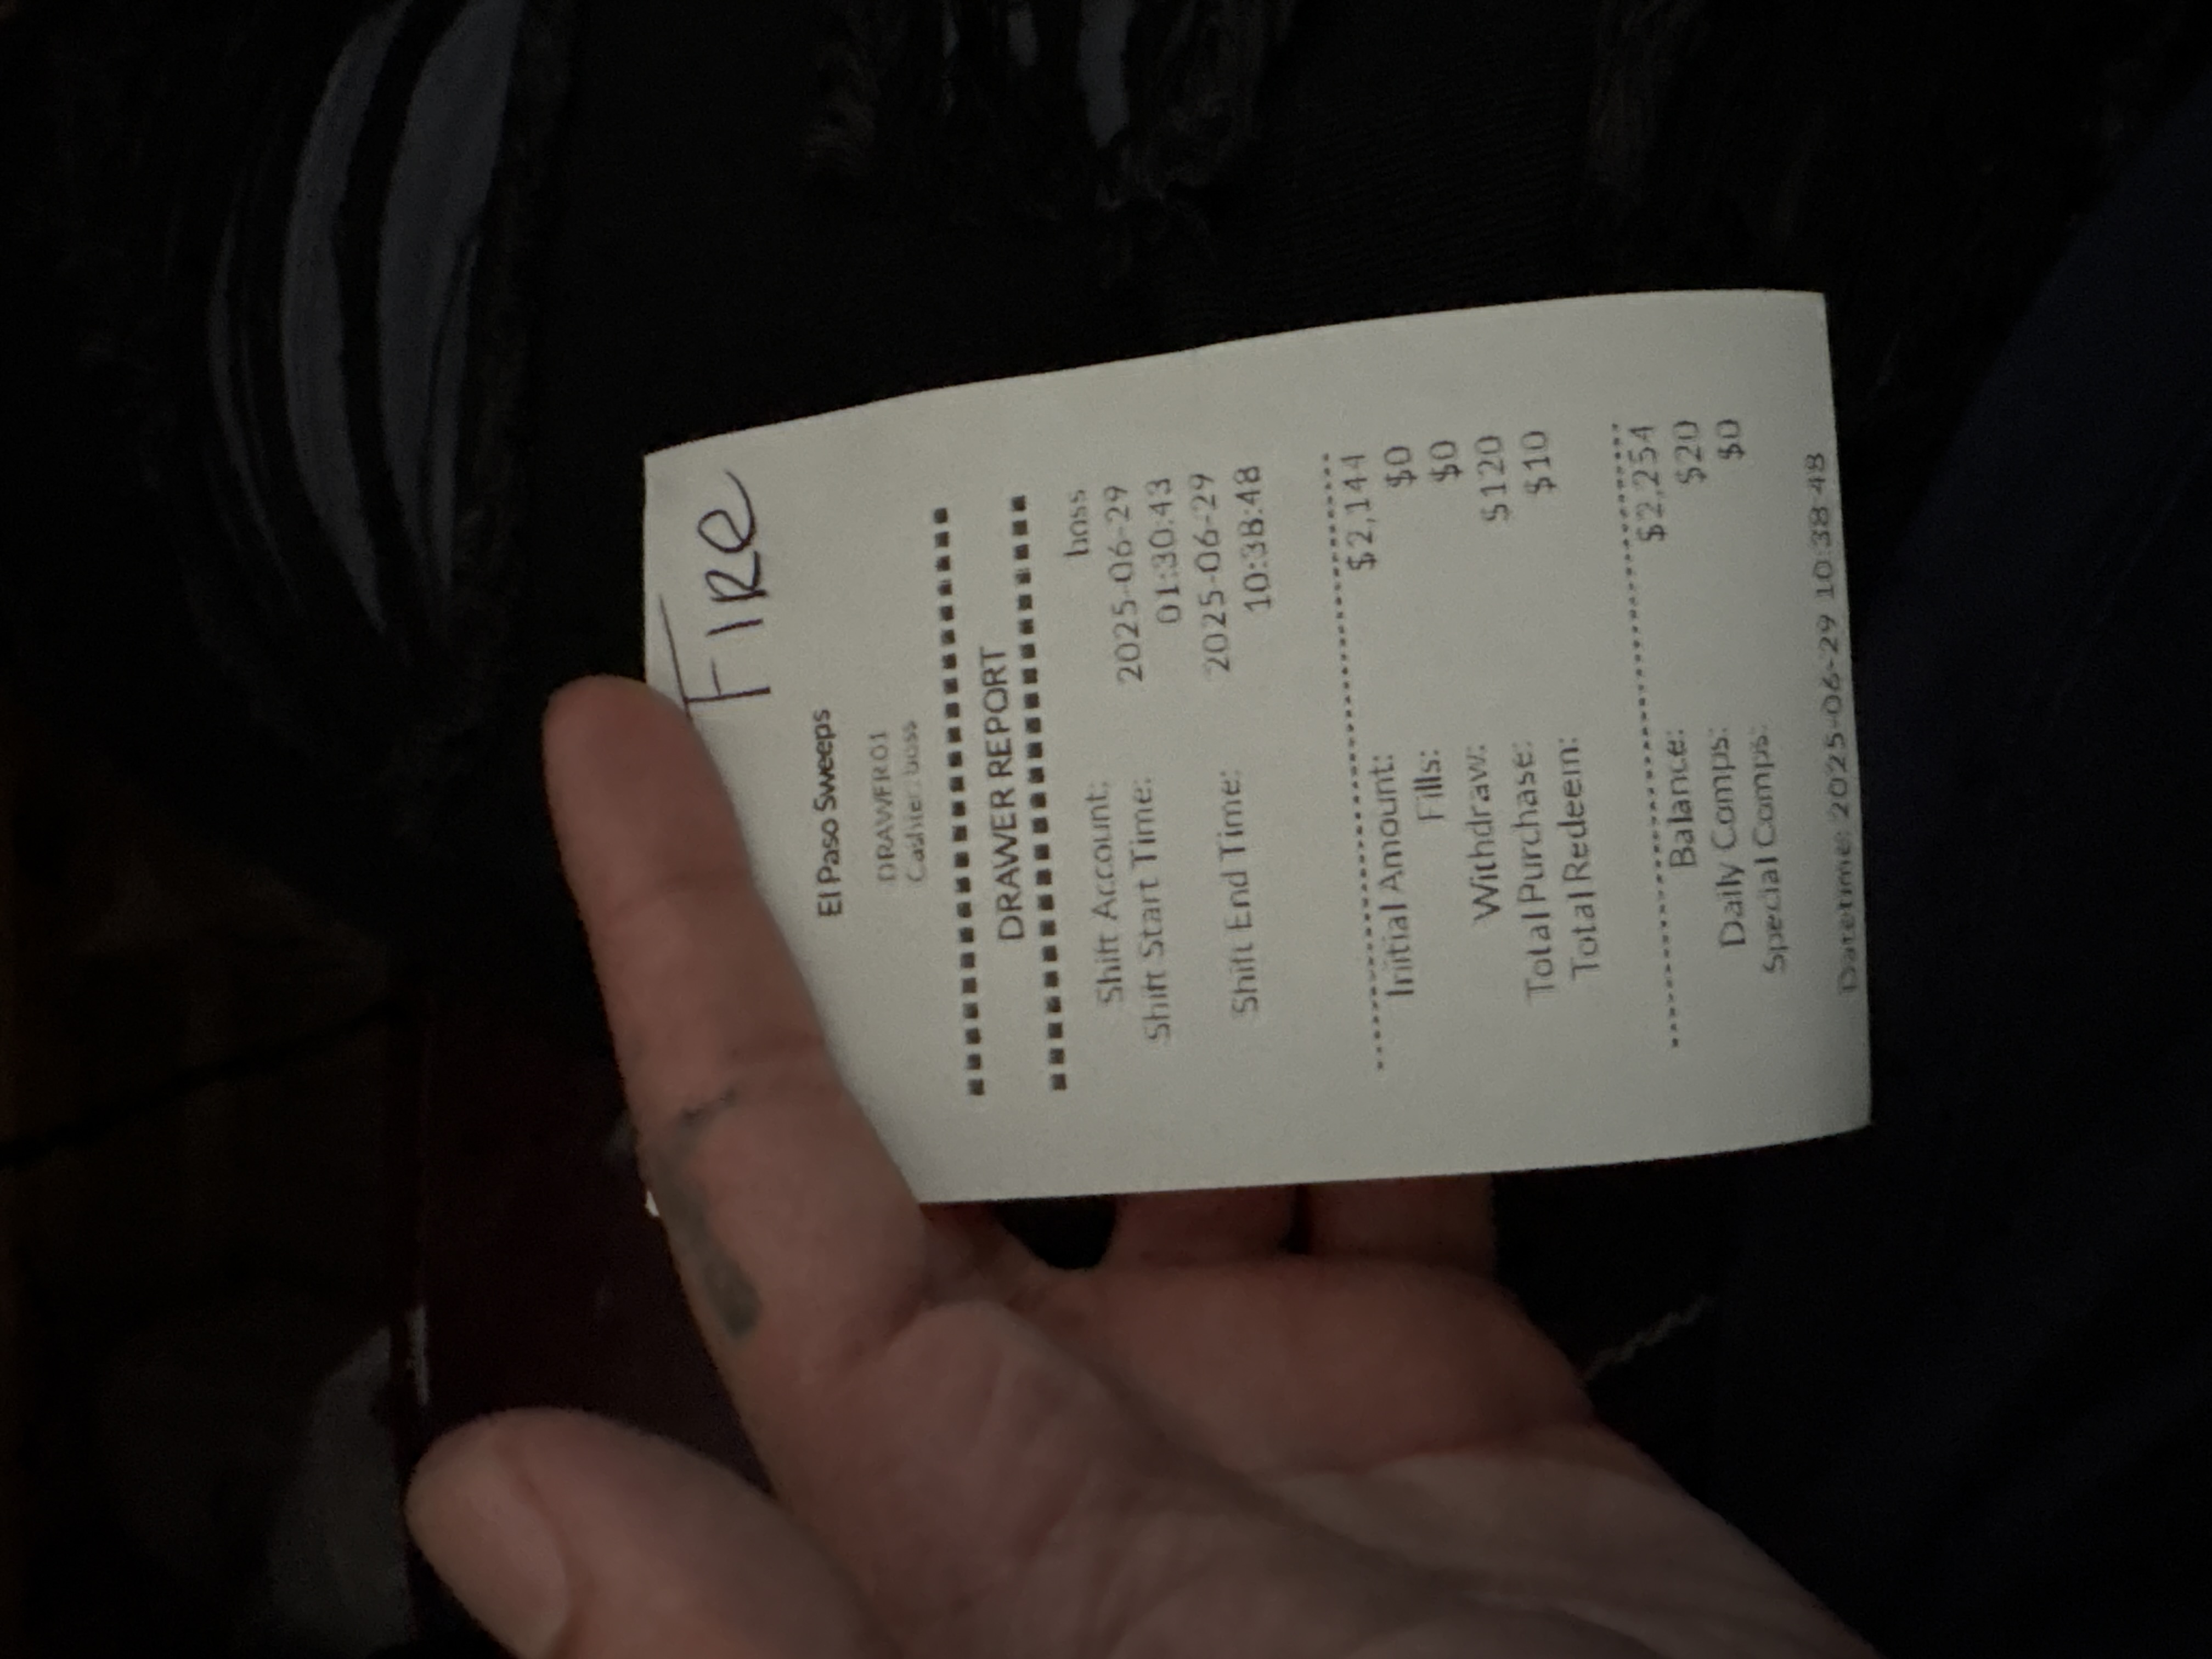 FIRE
El Paso Sweeps
DRAWER01
Cashier: boss
DRAWER REPORT
Shift Account: boss
Shift Start Time: 2025-06-29
01:30:43
Shift End Time: 2025-06-29
10:38:48
Initial Amount: $2,144
Fills: $0
Withdraw: $0
Total Purchase: $120
Total Redeem: $10
Balance: $2,254
Daily Comps: $20
Special Comps: $0
Datetime: 2025-06-29 10:38:48